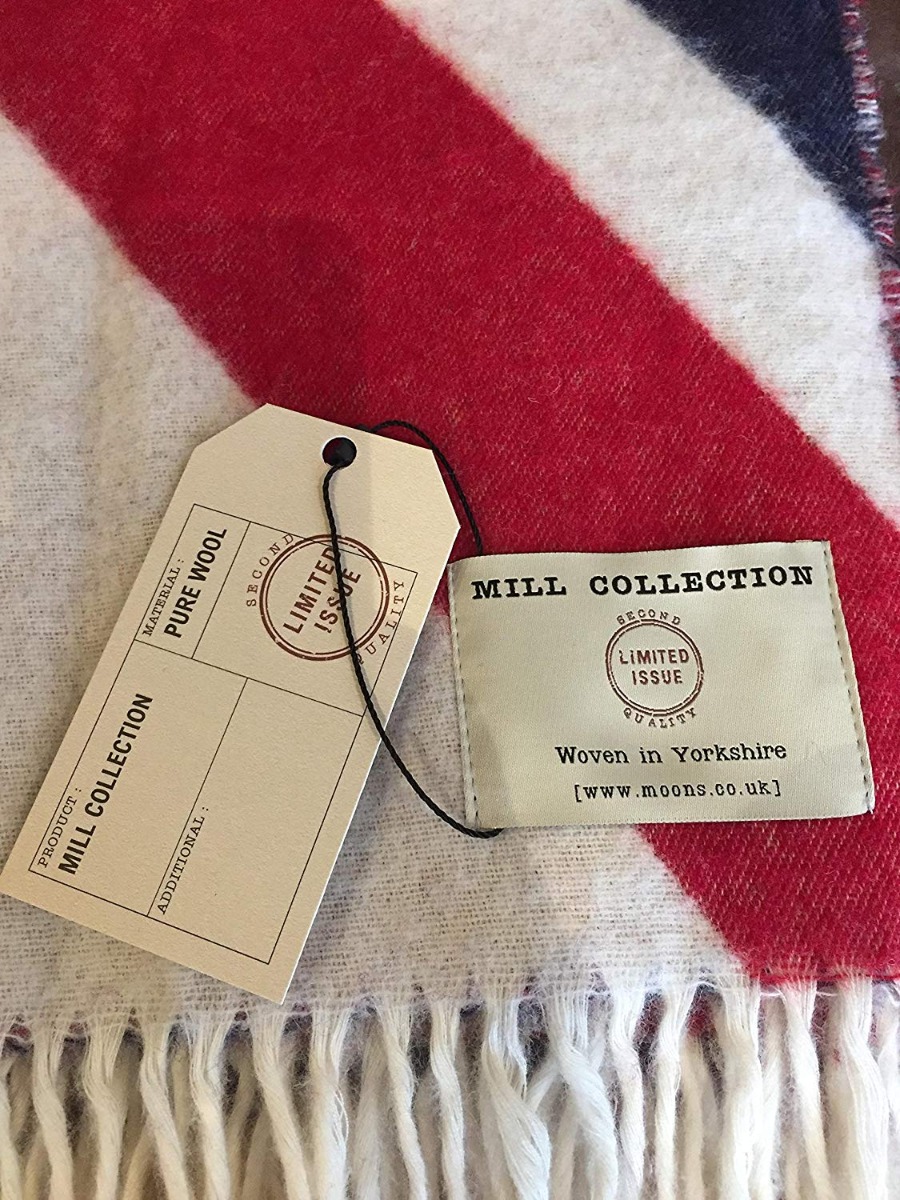 MATERIAL :
PURE WOOL
SECOND
LIMITED
ISSUE
QUALITY
PRODUCT :
MILL COLLECTION
ADDITIONAL :
MILL COLLECTION
SECOND
LiMITED
ISSUE
QUALITY
Woven in Yorkshire
[www.moons.co.uk]